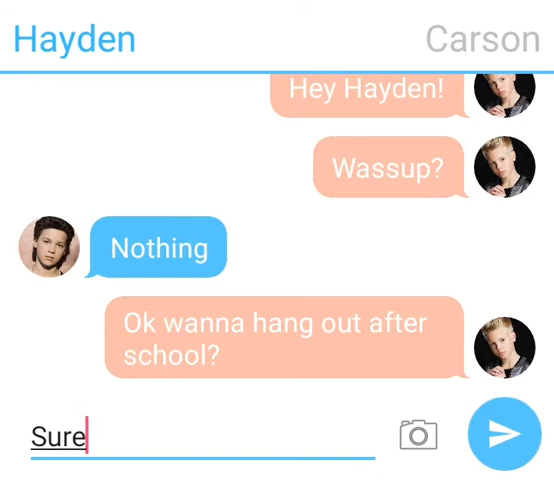 Hayden
Carson
Hey Hayden!
Wassup?
Nothing
Ok wanna hang out after
school?
Sure